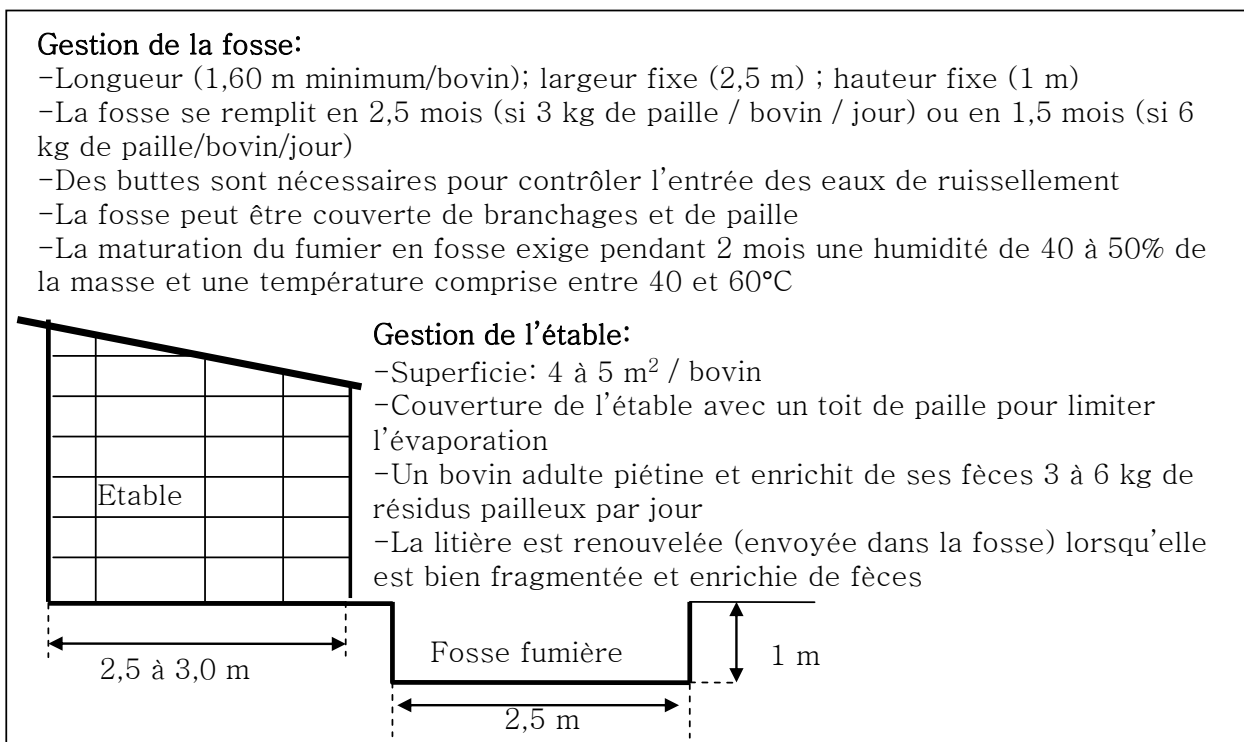 Gestion de la fosse:
-Longueur (1,60 m minimum/bovin); largeur fixe (2,5 m) ; hauteur fixe (1 m)
-La fosse se remplit en 2,5 mois (si 3 kg de paille / bovin / jour) ou en 1,5 mois (si 6
kg de paille/bovin/jour)
-Des buttes sont nécessaires pour contrôler l'entrée des eaux de ruissellement
-La fosse peut être couverte de branchages et de paille
-La maturation du fumier en fosse exige pendant 2 mois une humidité de 40 à 50% de
la masse et une température comprise entre 40 et 60°C
Gestion de l'étable:
-Superficie: 4 à 5 m² / bovin
-Couverture de l'étable avec un toit de paille pour limiter
l'évaporation
-Un bovin adulte piétine et enrichit de ses fèces 3 à 6 kg de
résidus pailleux par jour
-La litière est renouvelée (envoyée dans la fosse) lorsqu'elle
est bien fragmentée et enrichie de fèces
Etable
2,5 à 3,0 m
Fosse fumière
1 m
2,5 m